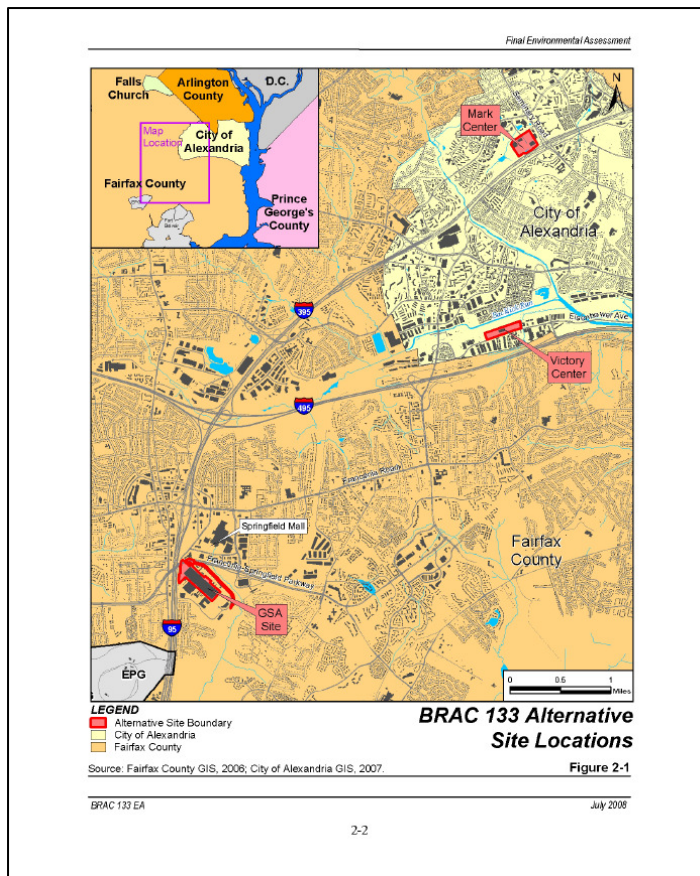 Final Environmental Assessment
Falls
Church
Arlington
County
D.C.
Map
Location
City of
Alexandria
Fairfax County
Prince
George's
County
N
Mark
Center
City of
Alexandria
395
Eisenhower Ave
Victory
Center
495
Franconia Road
Springfield Mall
Franconia Springfield Parkway
Fairfax
County
GSA
Site
95
EPG
0 0.5 1
Miles
LEGEND
Alternative Site Boundary
City of Alexandria
Fairfax County
BRAC 133 Alternative
Site Locations
Source: Fairfax County GIS, 2006; City of Alexandria GIS, 2007.
Figure 2-1
BRAC 133 EA
July 2008
2-2